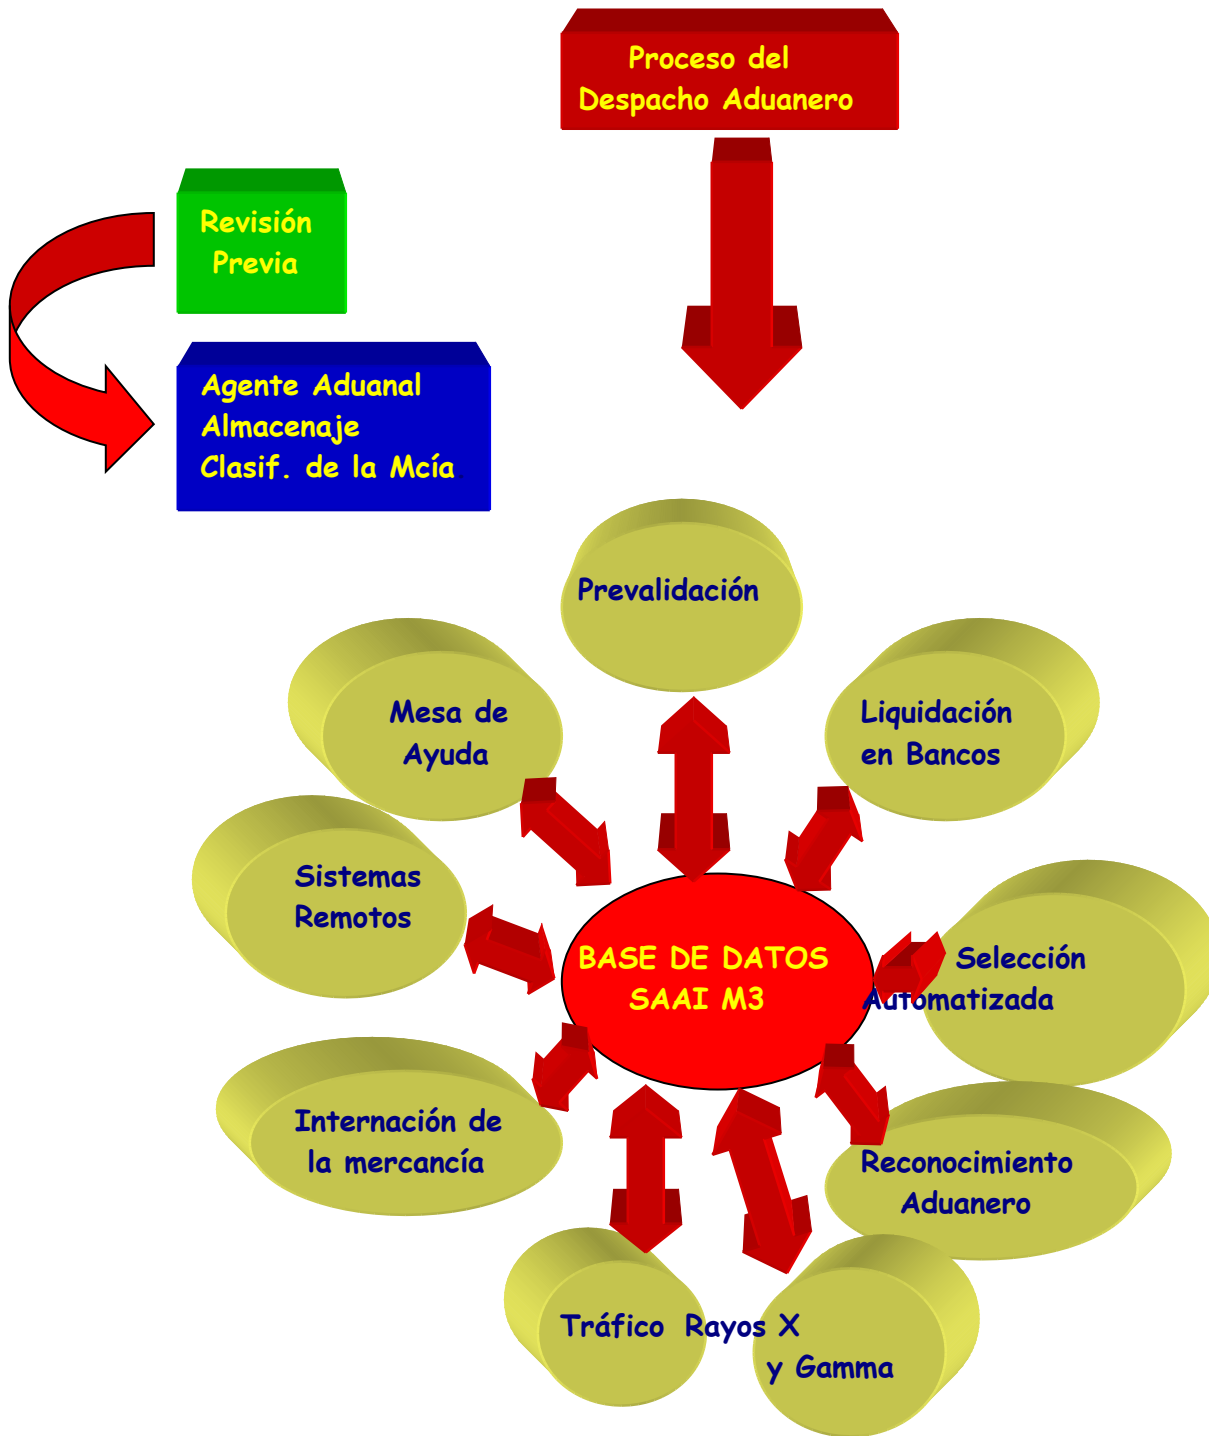 Proceso del
Despacho Aduanero
Revisión
Previa
Agente Aduanal
Almacenaje
Clasif. de la Mcía
Prevalidación
Mesa de
Ayuda
Liquidación
en Bancos
Sistemas
Remotos
BASE DE DATOS
SAAI M3
Selección
Automatizada
Internación de
la mercancía
Reconocimiento
Aduanero
Tráfico
Rayos X
y Gamma